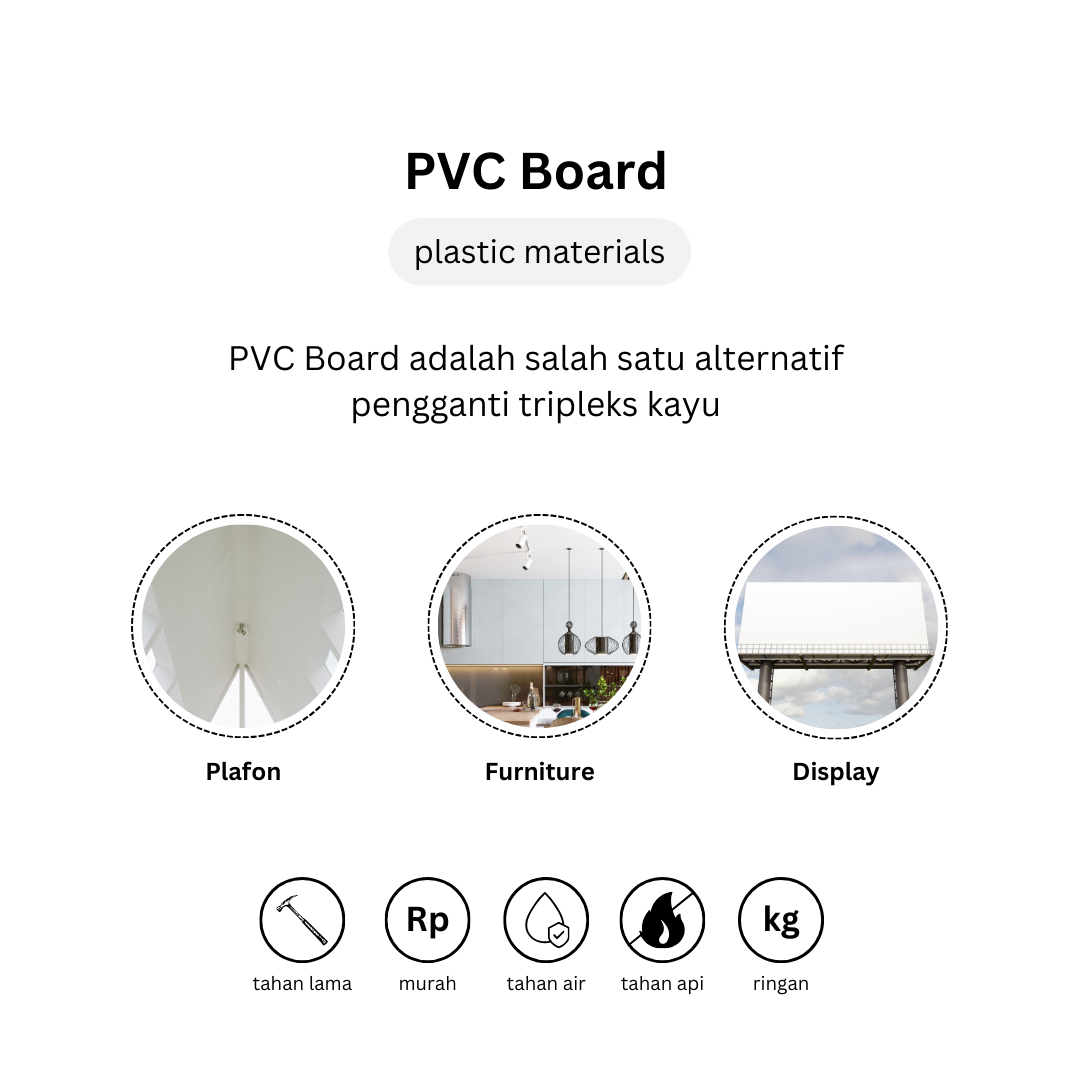 PVC Board
plastic materials
PVC Board adalah salah satu alternatif
pengganti tripleks kayu
Plafon
Furniture
Display
Rp
kg
tahan lama
murah
tahan air
tahan api
ringan